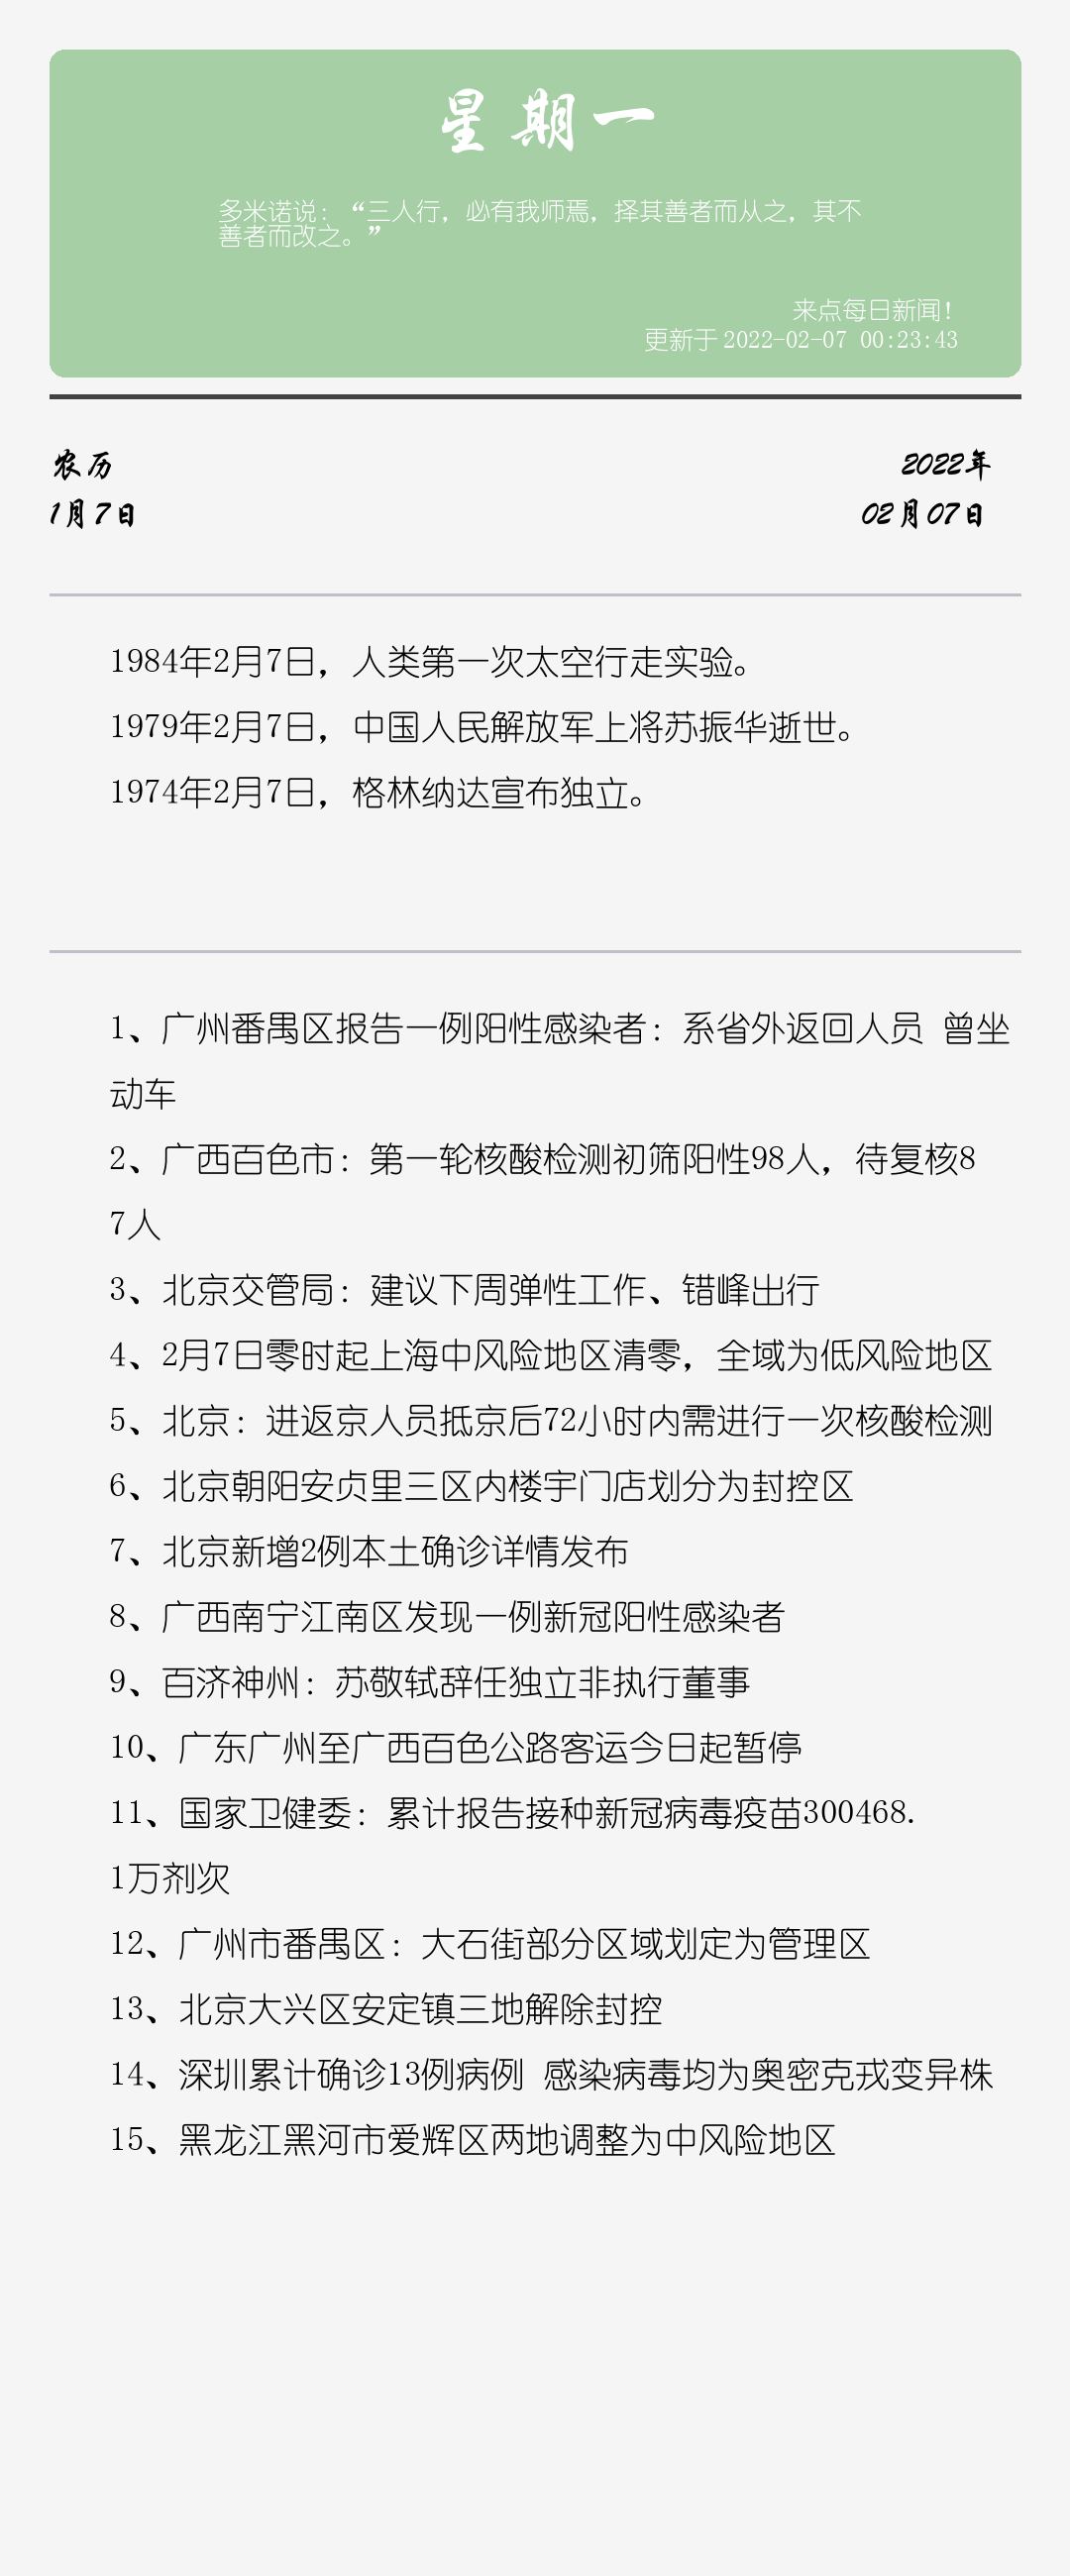 星期一
多米诺说：“三人行，必有我师焉，择其善者而从之，其不
善者而改之。”
来点每日新闻！
更新于 2022-02-07 00:23:43
农历
1月7日
2022年
02月07日
1984年2月7日，人类第一次太空行走实验。
1979年2月7日，中国人民解放军上将苏振华逝世。
1974年2月7日，格林纳达宣布独立。
1、广州番禺区报告一例阳性感染者：系省外返回人员 曾坐
动车
2、广西百色市：第一轮核酸检测初筛阳性98人，待复核8
7人
3、北京交管局：建议下周弹性工作、错峰出行
4、2月7日零时起上海中风险地区清零，全域为低风险地区
5、北京：进返京人员抵京后72小时内需进行一次核酸检测
6、北京朝阳安贞里三区内楼宇门店划分为封控区
7、北京新增2例本土确诊详情发布
8、广西南宁江南区发现一例新冠阳性感染者
9、百济神州：苏敬轼辞任独立非执行董事
10、广东广州至广西百色公路客运今日起暂停
11、国家卫健委：累计报告接种新冠病毒疫苗300468.
1万剂次
12、广州市番禺区：大石街部分区域划定为管理区
13、北京大兴区安定镇三地解除封控
14、深圳累计确诊13例病例 感染病毒均为奥密克戎变异株
15、黑龙江黑河市爱辉区两地调整为中风险地区